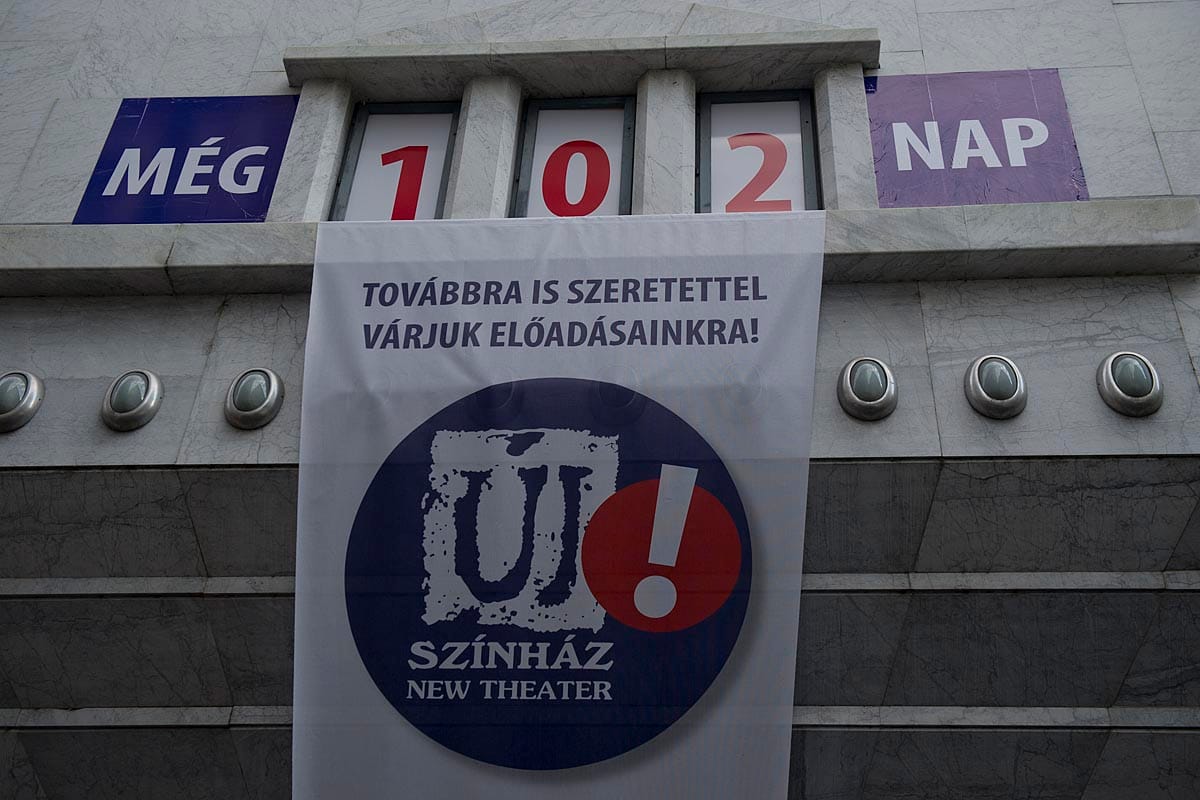 MÉG 102 NAP
TOVÁBBRA IS SZERETETTEL
VÁRJUK ELŐADÁSAINKRA!
ÚJ!
SZÍNHÁZ
NEW THEATER